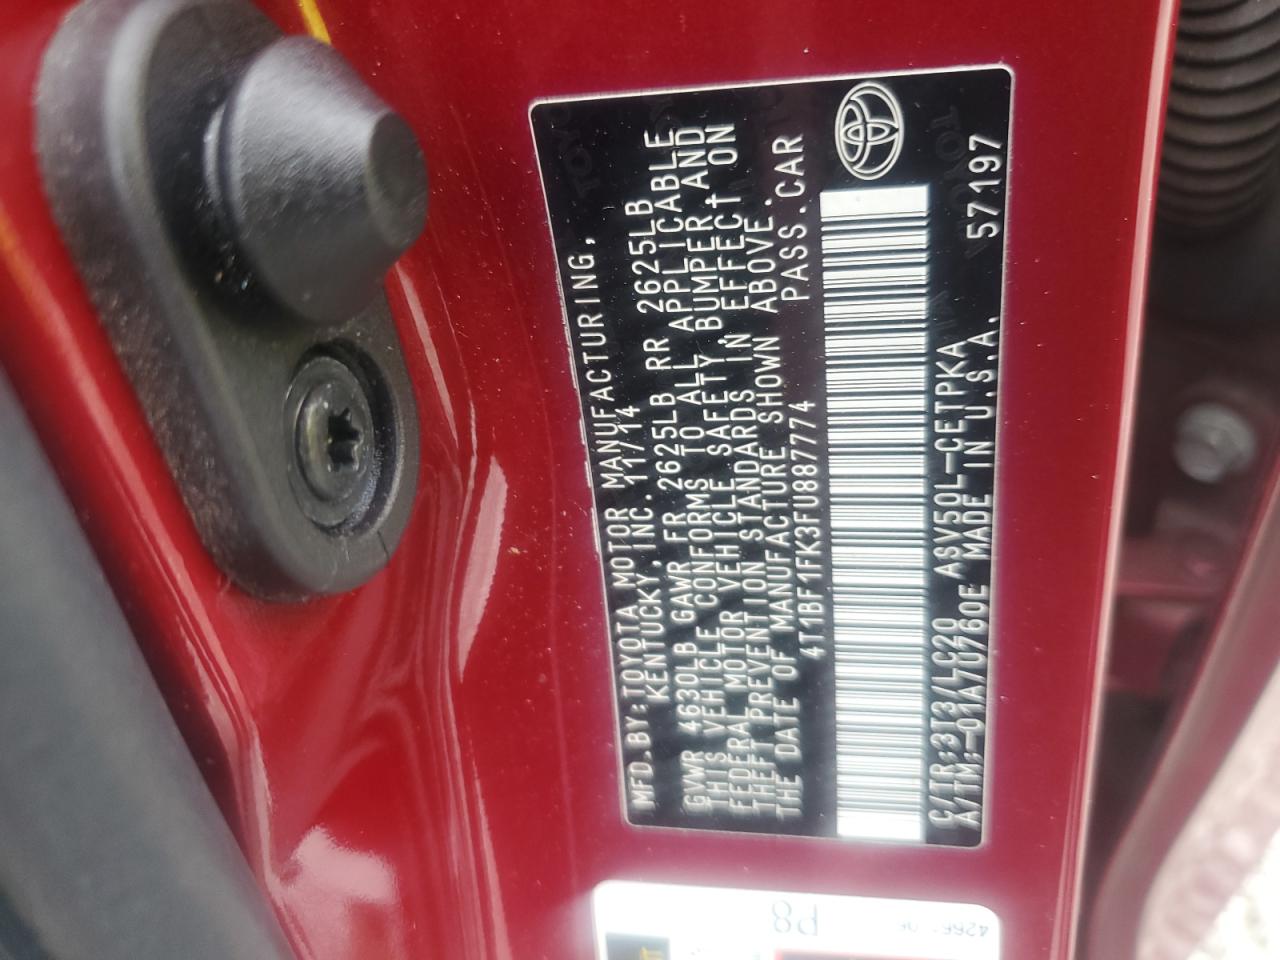 MFD.BY:TOYOTA MOTOR MANUFACTURING,
KENTUCKY,INC. 11/14
GVWR 4630LB GAWR FR 2625LB RR 2625LB
THIS VEHICLE CONFORMS TO ALL APPLICABLE
FEDERAL MOTOR VEHICLE SAFETY,BUMPER,AND
THEFT PREVENTION STANDARDS IN EFFECT ON
THE DATE OF MANUFACTURE SHOWN ABOVE.
4T1BF1FK3FU887774 PASS.CAR
C/TR:3T3/LC20 ASV50L-CETPKA
A/TM:-01A/U760E MADE IN U.S.A. 57197
P8